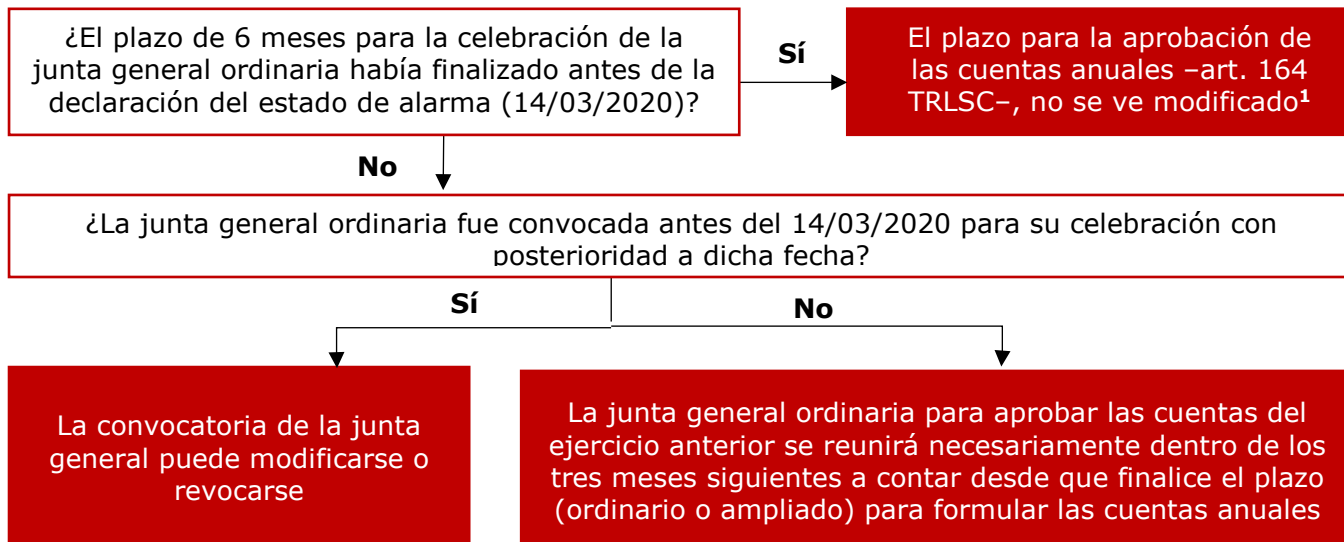 ¿El plazo de 6 meses para la celebración de la
junta general ordinaria había finalizado antes de la
declaración del estado de alarma (14/03/2020)?
Sí
El plazo para la aprobación de
las cuentas anuales –art. 164
TRLSC–, no se ve modificado¹
No
¿La junta general ordinaria fue convocada antes del 14/03/2020 para su celebración con
posterioridad a dicha fecha?
Sí
No
La convocatoria de la junta
general puede modificarse o
revocarse
La junta general ordinaria para aprobar las cuentas del
ejercicio anterior se reunirá necesariamente dentro de los
tres meses siguientes a contar desde que finalice el plazo
(ordinario o ampliado) para formular las cuentas anuales